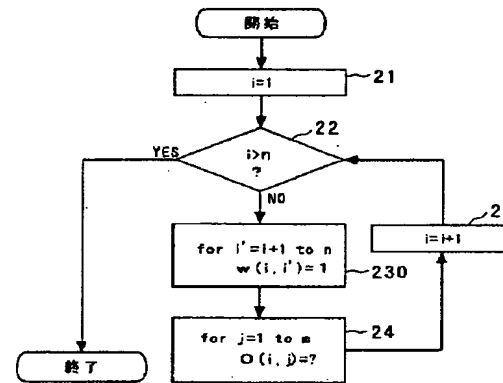 開始
i=1
21
22
i>n
?
YES
NO
for i'=i+1 to n
w(i,i')=1
230
2
i=i+1
for j=1 to m
O(i,j)=?
24
終了